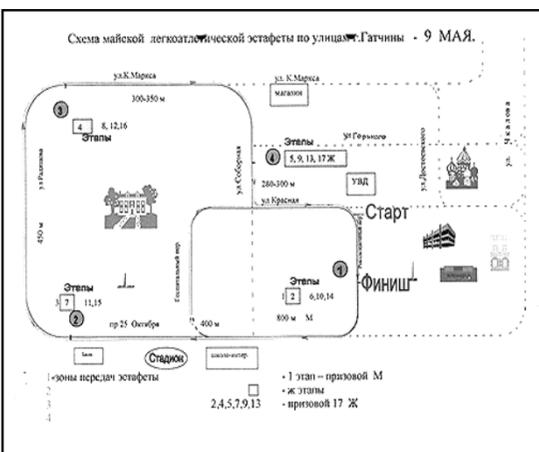 Схема майской легкоатлетической эстафеты по улицам г.Гатчины - 9 МАЯ.
ул.К.Маркса
ул. К.Маркса
300-350 м
магазин
3
4 8, 12,16
Этапы
Этапы
ул Горького
4
5, 9, 13, 17 Ж
ул.Соборная
ул.Достоевского
ул. Чкалова
280-300 м
УВД
ул Радищева
ул Красная
Старт
450 м
Госпитальный пер.
1
Финиш
Этапы
3 7 11,15
2
Этапы
1 2 6,10,14
пр 25 Октября
400 м
800 м М
Стадион
школа-интер.
1 -зоны передач эстафеты
2
3
4
- 1 этап – призовой М
- ж этапы
2,4,5,7,9,13 - призовой 17 Ж